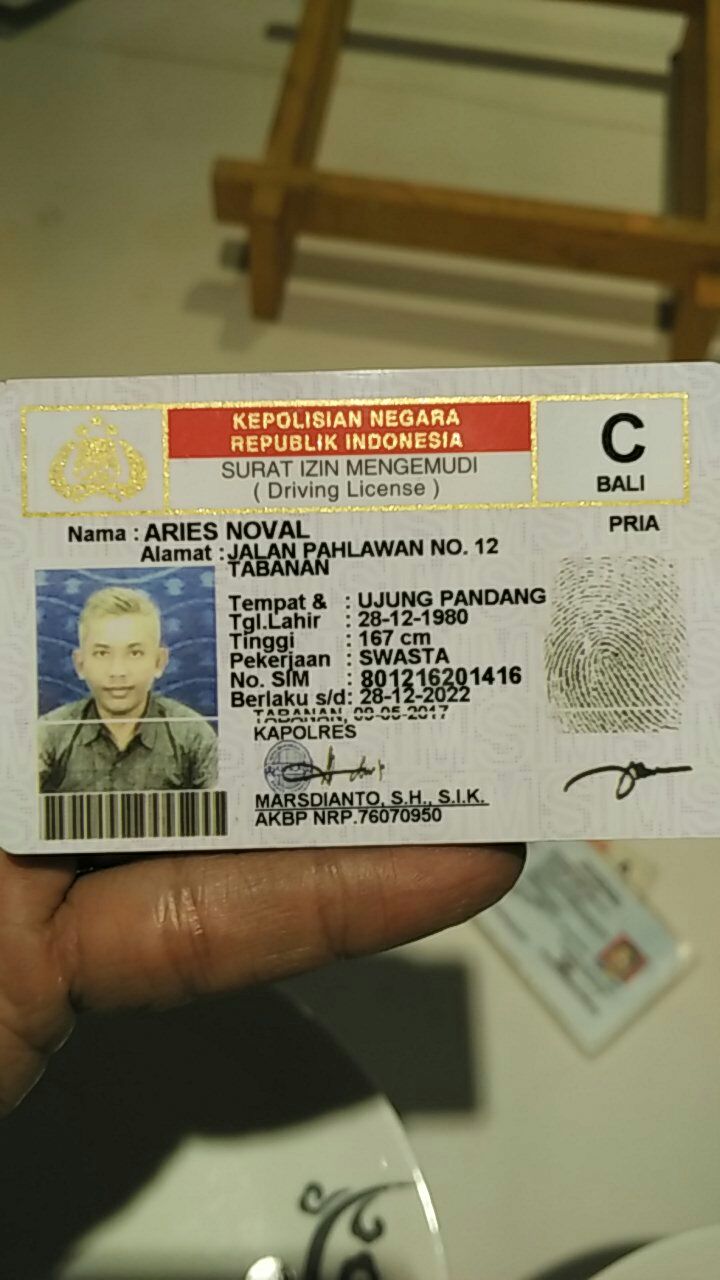 KEPOLISIAN NEGARA
REPUBLIK INDONESIA
SURAT IZIN MENGEMUDI
( Driving License )
C
BALI
PRIA
Nama : ARIES NOVAL
Alamat : JALAN PAHLAWAN NO. 12
TABANAN
Tempat & : UJUNG PANDANG
Tgl.Lahir : 28-12-1980
Tinggi : 167 cm
Pekerjaan : SWASTA
No. SIM : 801216201416
Berlaku s/d: 28-12-2022
TABANAN, 09-05-2017
KAPOLRES
MARSDIANTO, S.H., S.I.K.
AKBP NRP.76070950